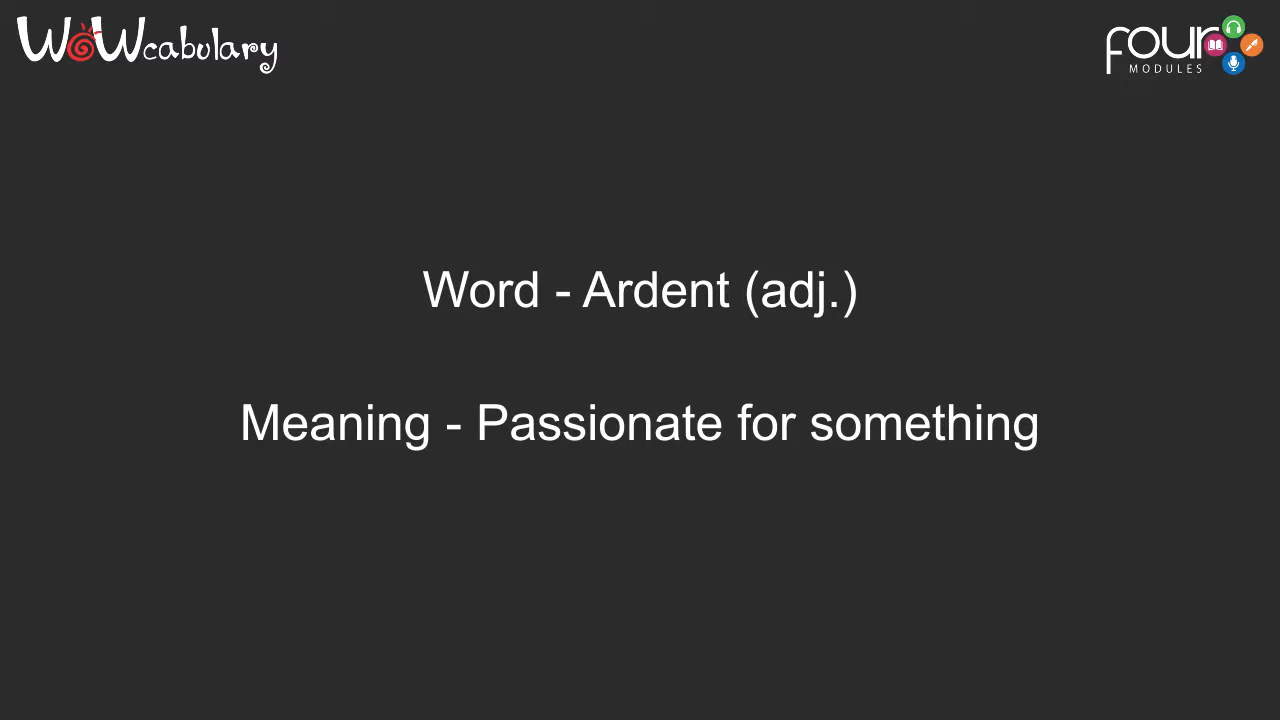 WOWcabulary
four
MODULES
Word - Ardent (adj.)
Meaning - Passionate for something